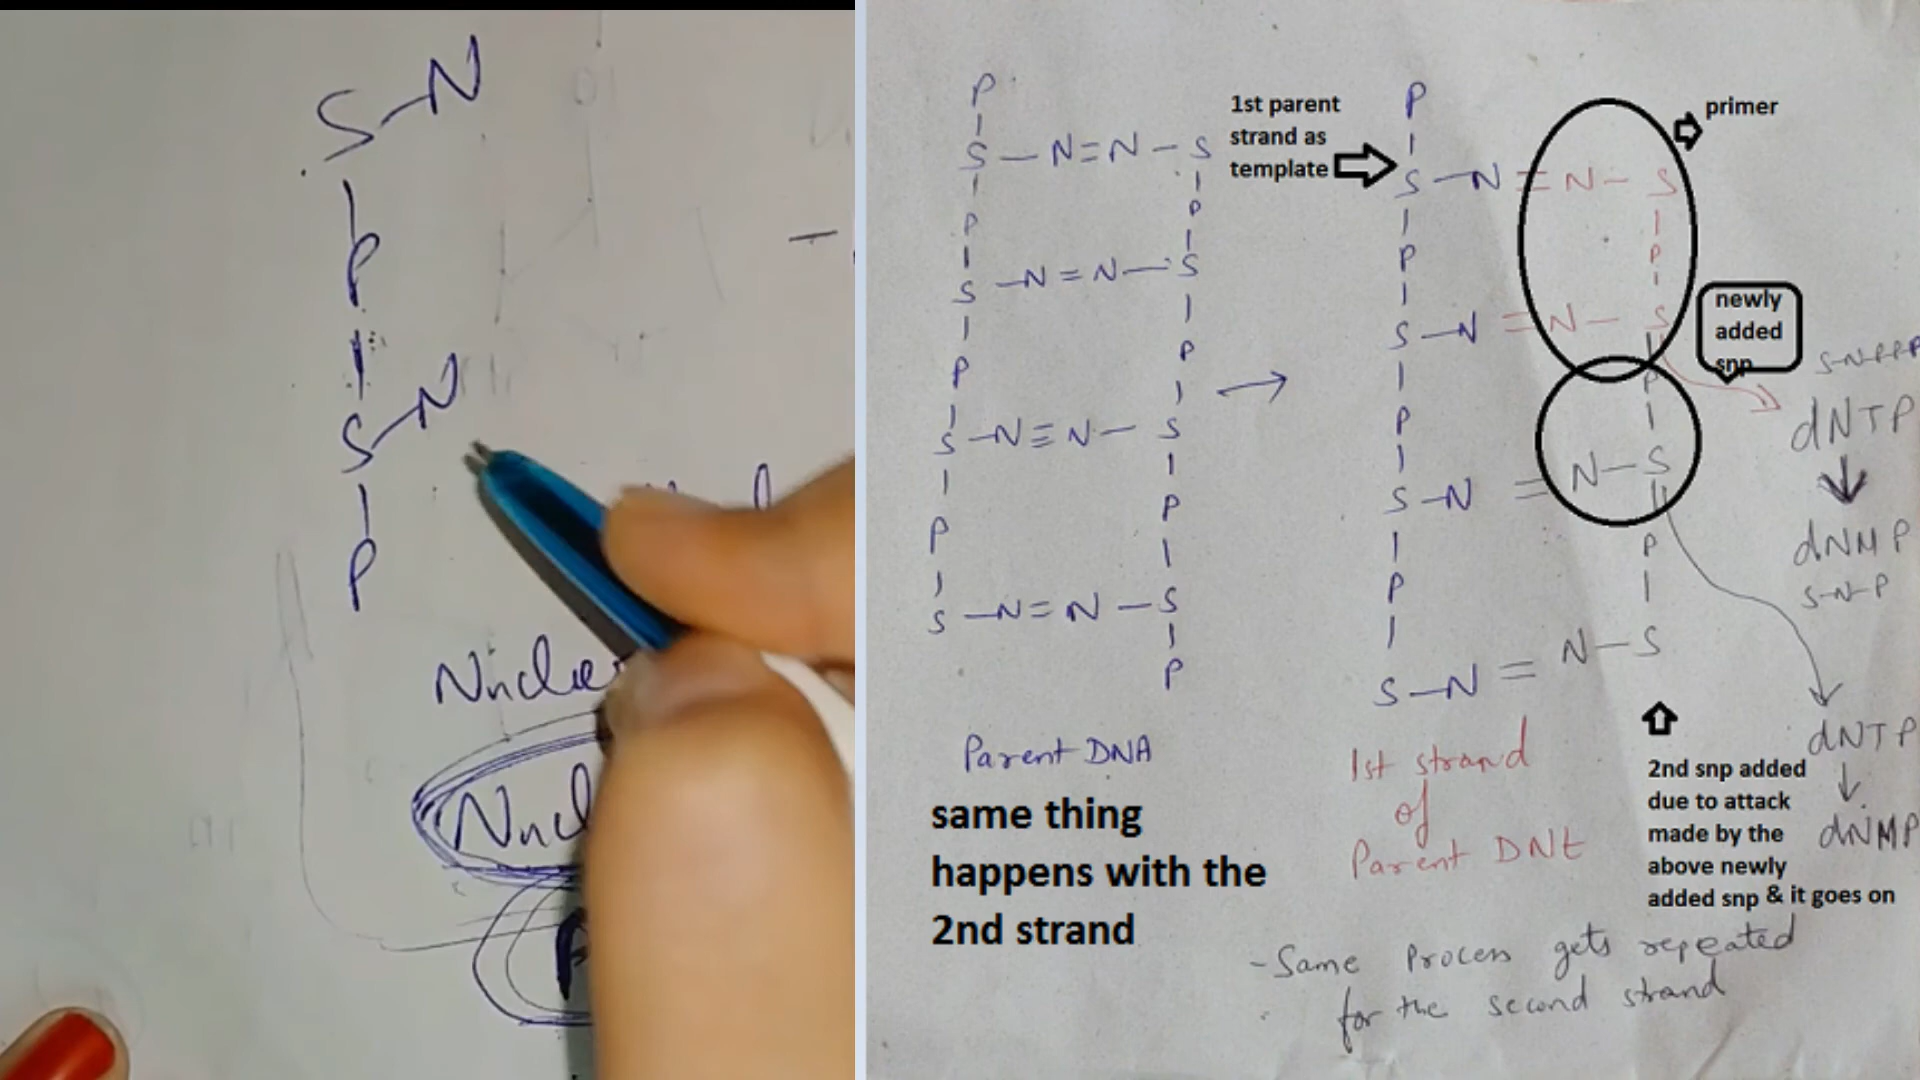 S-N
P
S-N
P
Nucle
Nucl
P
S-N=N-S
P P
S-N=N-S
P P
S-N≡N-S
P P
S-N=N-S
P
Parent DNA
same thing
happens with the
2nd strand
1st parent
strand as
template
P
S-N=N-S
P P
S-N=N-S
P P
S-N=N-S
P P
S-N=N-S
primer
newly
added
snp
S-N-P-P-P
dNTP
dNMP
S-N-P
dNTP
dNMP
1st strand
of
Parent DNA
2nd snp added
due to attack
made by the
above newly
added snp & it goes on
- Same Process gets repeated
for the second strand